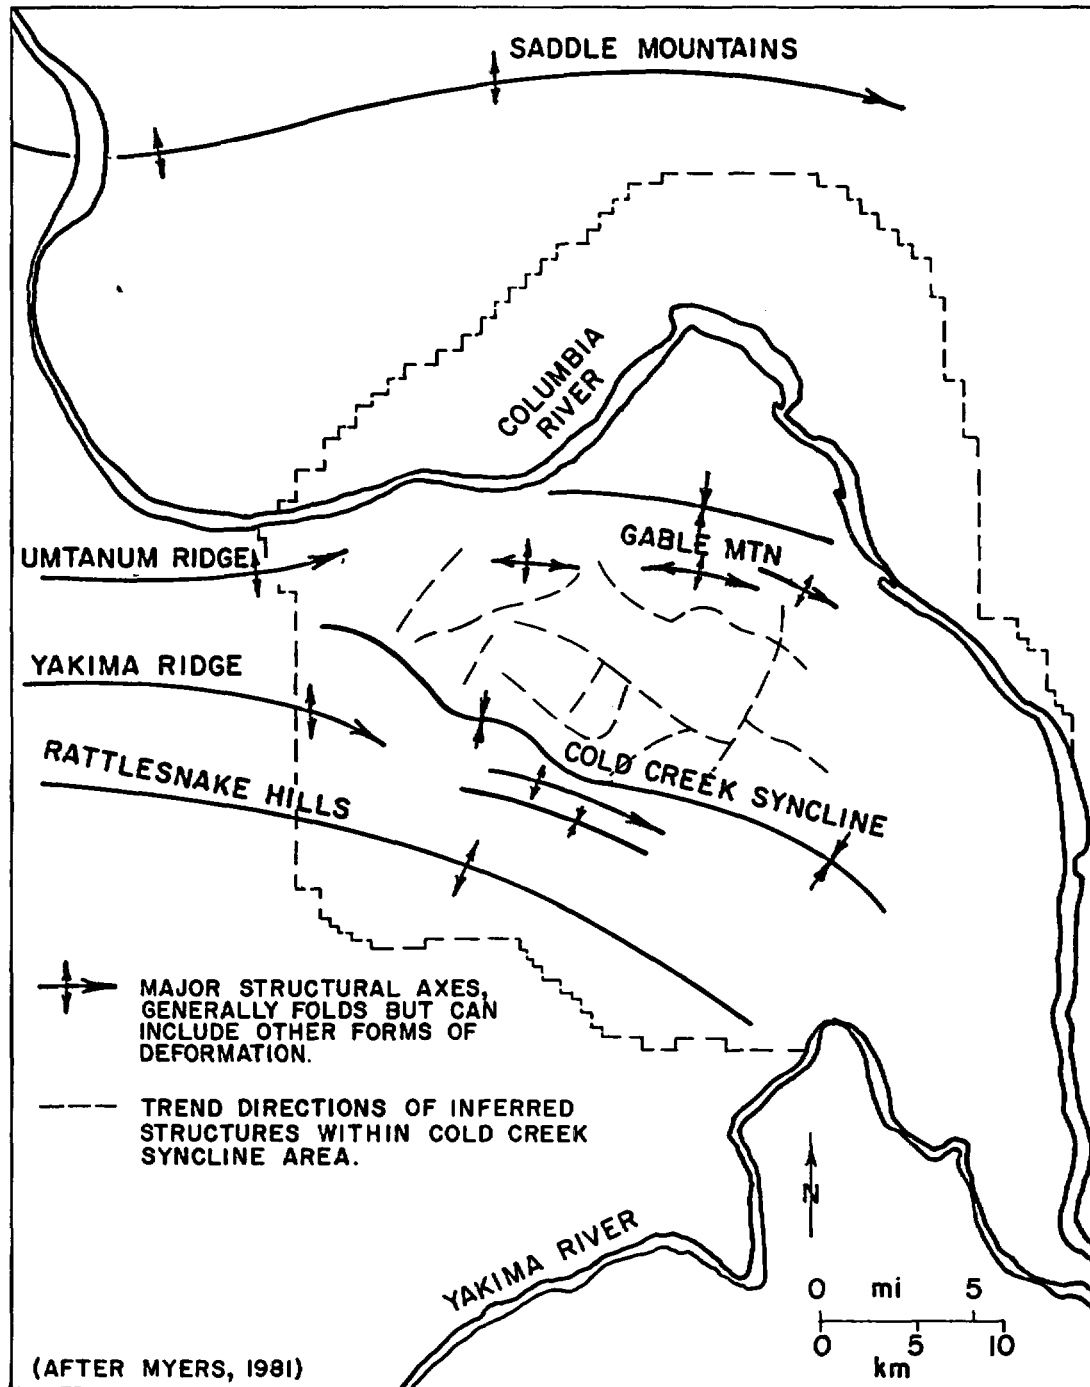 SADDLE MOUNTAINS
COLUMBIA
RIVER
GABLE MTN
UMTANUM RIDGE
YAKIMA RIDGE
RATTLESNAKE HILLS
COLD CREEK SYNCLINE
MAJOR STRUCTURAL AXES,
GENERALLY FOLDS BUT CAN
INCLUDE OTHER FORMS OF
DEFORMATION.
TREND DIRECTIONS OF INFERRED
STRUCTURES WITHIN COLD CREEK
SYNCLINE AREA.
N
YAKIMA RIVER
0 mi 5
0 5 10
km
(AFTER MYERS, 1981)